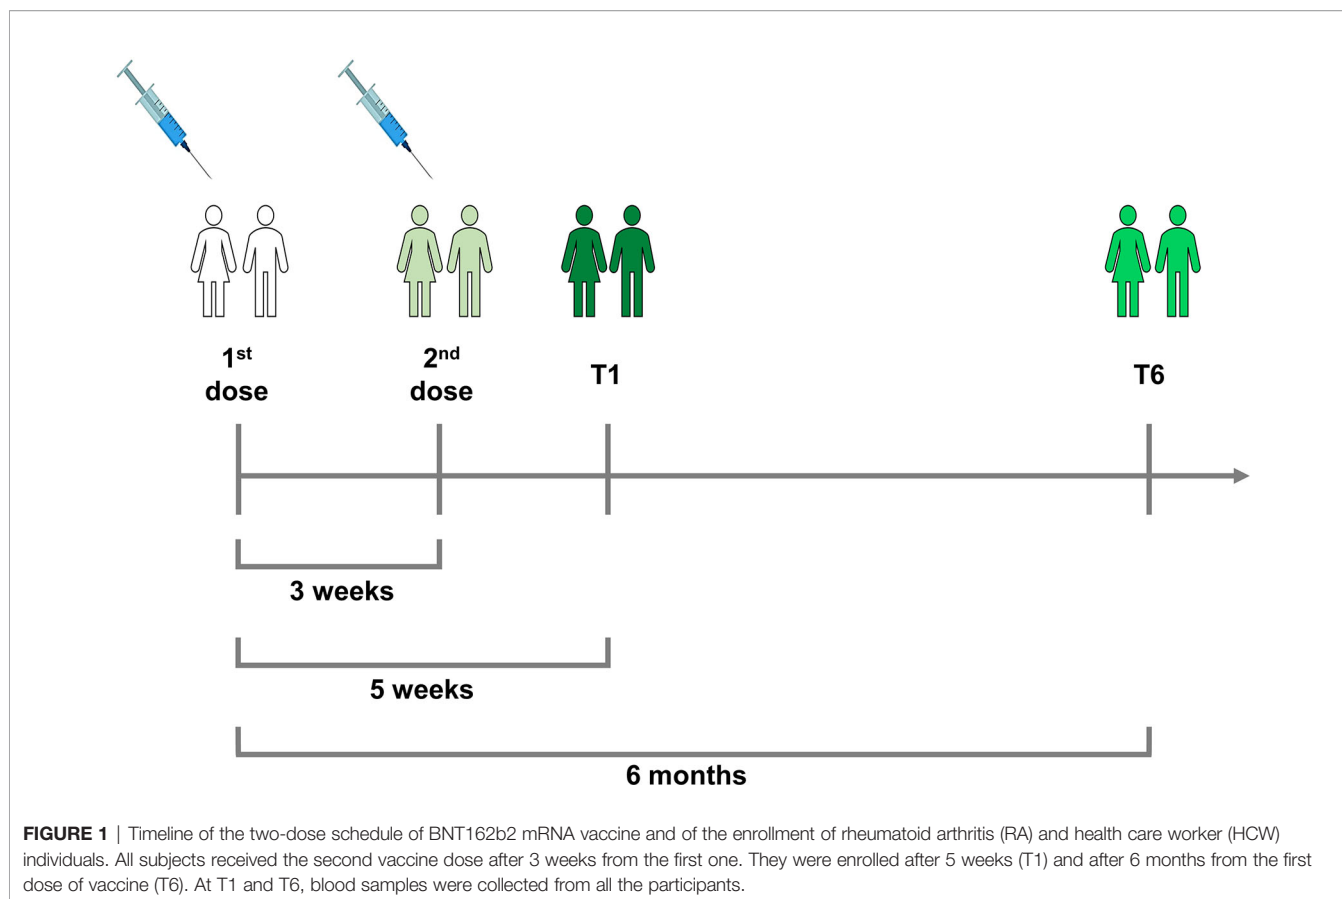 1st
dose
2nd
dose
T1
T6
3 weeks
5 weeks
6 months
FIGURE 1 | Timeline of the two-dose schedule of BNT162b2 mRNA vaccine and of the enrollment of rheumatoid arthritis (RA) and health care worker (HCW)
individuals. All subjects received the second vaccine dose after 3 weeks from the first one. They were enrolled after 5 weeks (T1) and after 6 months from the first
dose of vaccine (T6). At T1 and T6, blood samples were collected from all the participants.